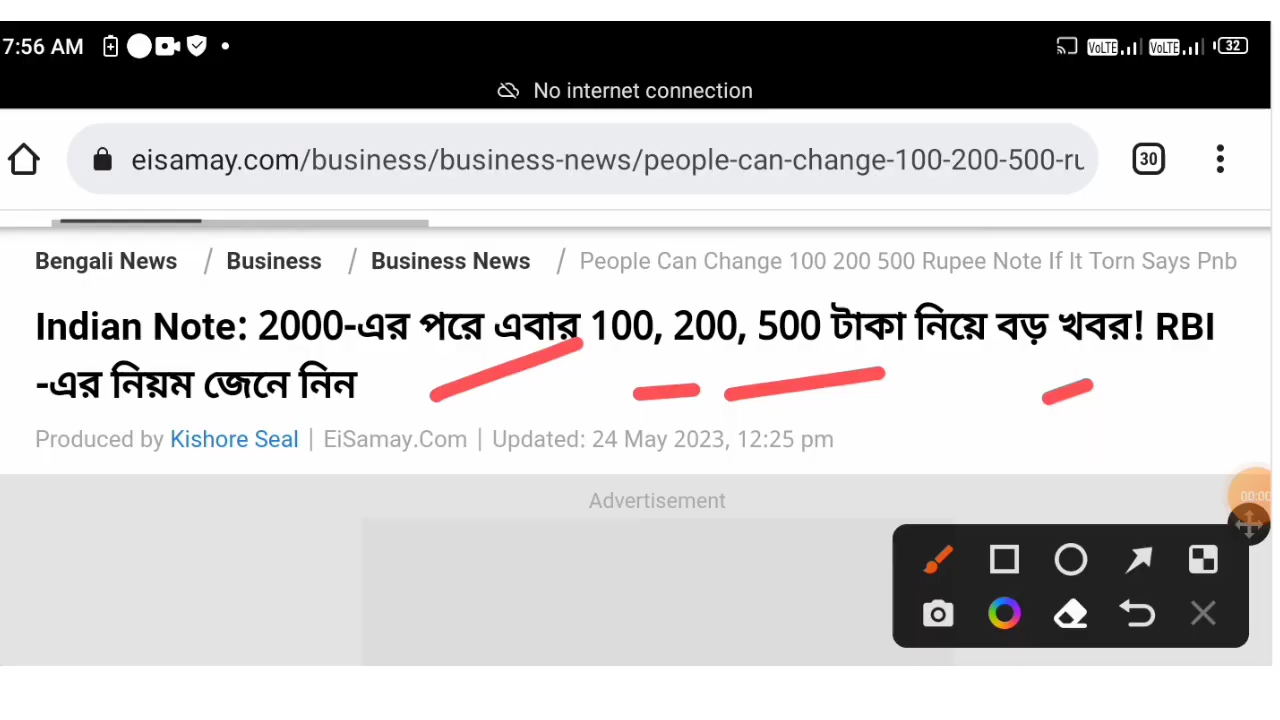 7:56 AM
VoLTE VoLTE 32
No internet connection
eisamay.com/business/business-news/people-can-change-100-200-500-ru
30
Bengali News / Business / Business News / People Can Change 100 200 500 Rupee Note If It Torn Says Pnb
Indian Note: 2000-এর পরে এবার 100, 200, 500 টাকা নিয়ে বড় খবর! RBI
-এর নিয়ম জেনে নিন
Produced by Kishore Seal | EiSamay.Com | Updated: 24 May 2023, 12:25 pm
Advertisement